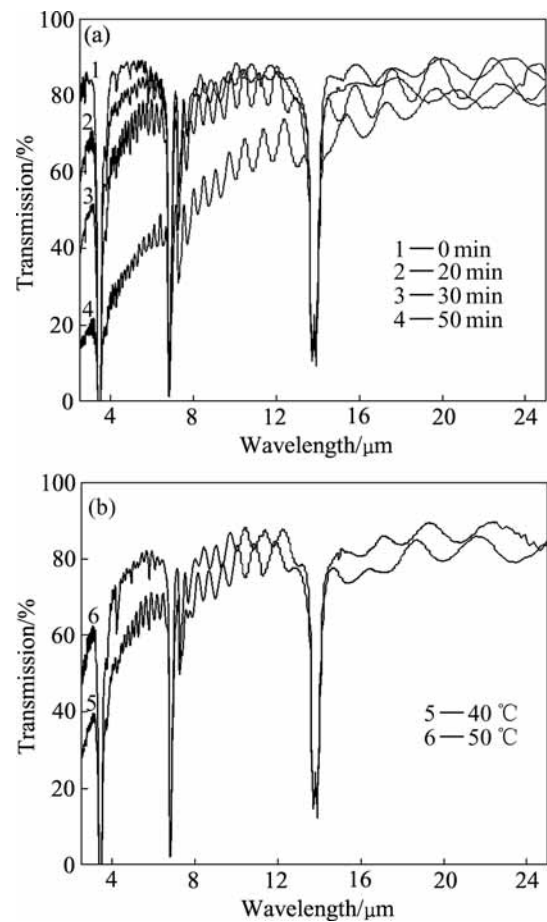 (a)
100
80
60
40
20
0
Transmission/%
1
2
3
4
1—0 min
2—20 min
3—30 min
4—50 min
4 8 12 16 20 24
Wavelength/μm
(b)
100
80
60
40
20
0
Transmission/%
6
5
5—40 ℃
6—50 ℃
4 8 12 16 20 24
Wavelength/μm